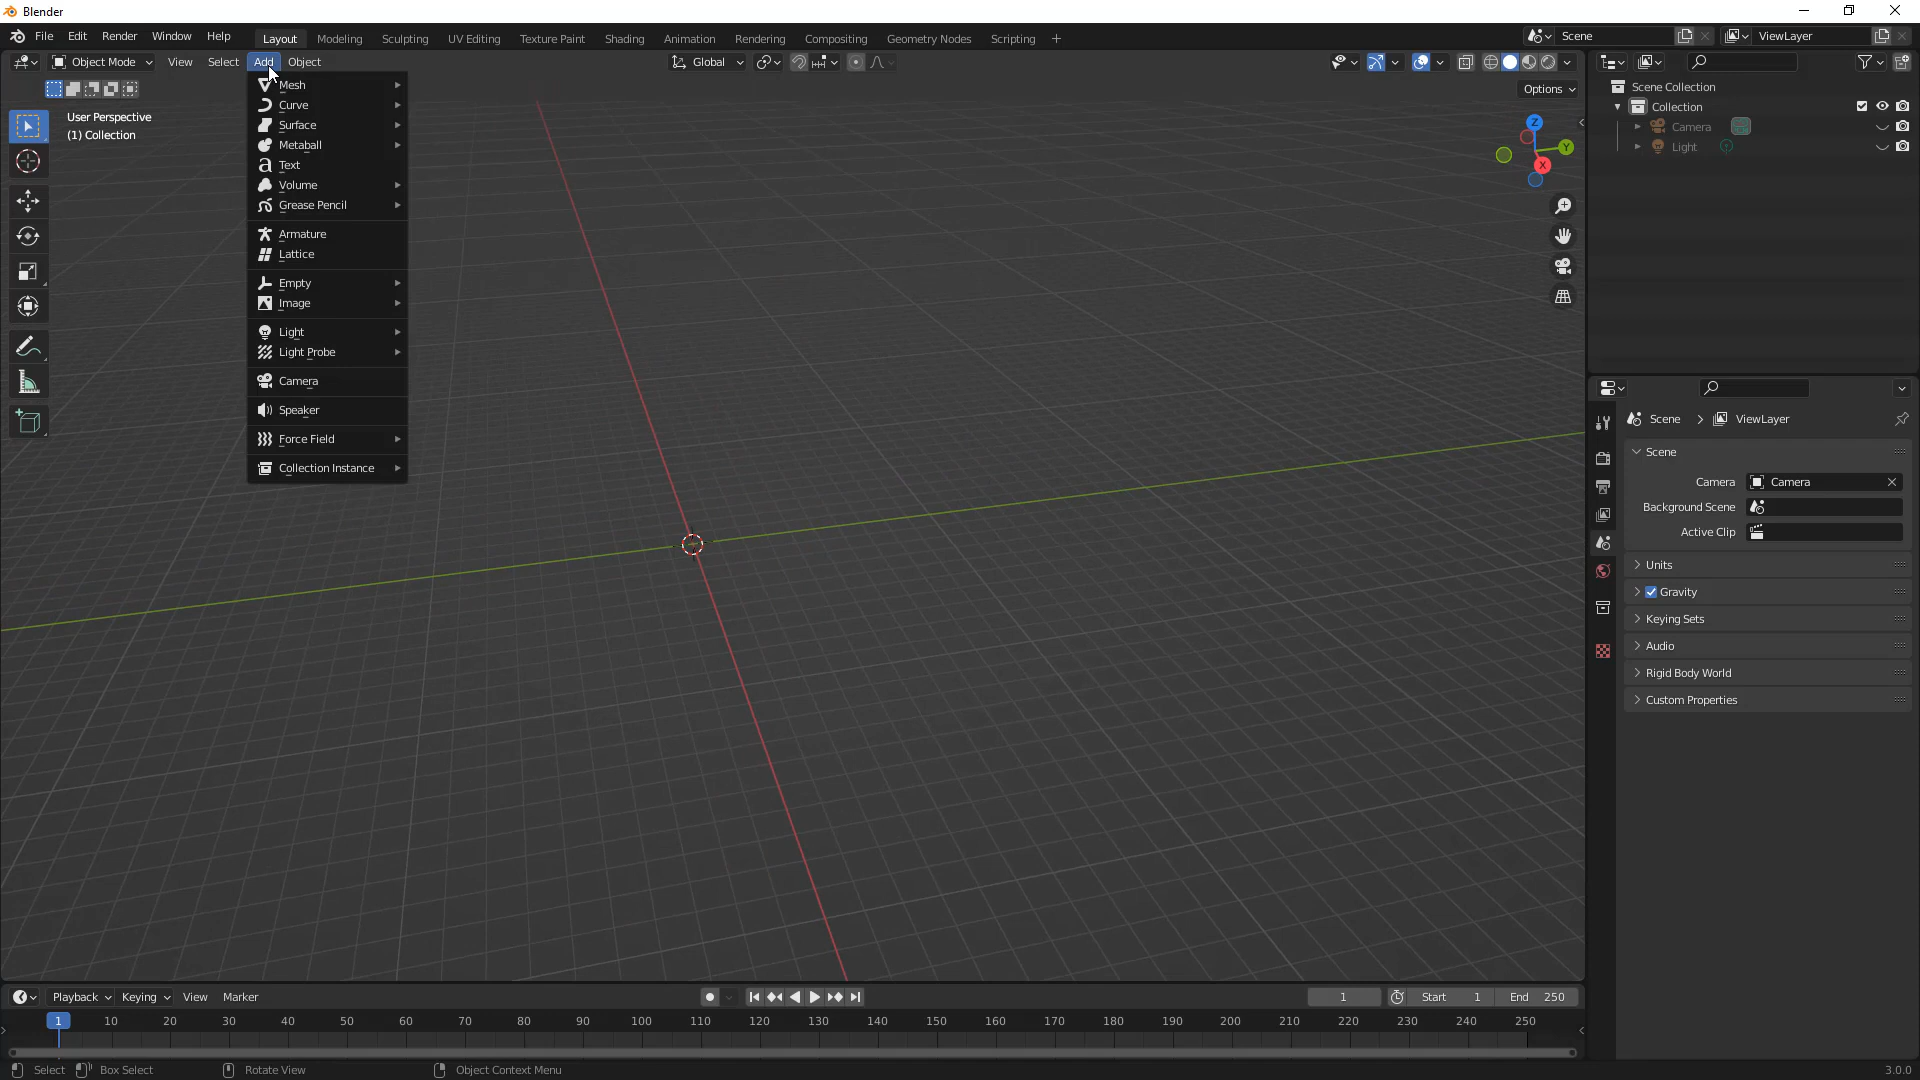 Blender
File Edit Render Window Help Layout Modeling Sculpting UV Editing Texture Paint Shading Animation Rendering Compositing Geometry Nodes Scripting + Scene ViewLayer
Object Mode View Select Add Object Global
Options
User Perspective
(1) Collection
Mesh
Curve
Surface
Metaball
Text
Volume
Grease Pencil
Armature
Lattice
Empty
Image
Light
Light Probe
Camera
Speaker
Force Field
Collection Instance
Z
Y
X
Scene Collection
Collection
Camera
Light
Scene > ViewLayer
Scene
Camera Camera
Background Scene
Active Clip
Units
Gravity
Keying Sets
Audio
Rigid Body World
Custom Properties
Playback Keying View Marker 1 Start 1 End 250
1 10 20 30 40 50 60 70 80 90 100 110 120 130 140 150 160 170 180 190 200 210 220 230 240 250
Select Box Select Rotate View Object Context Menu 3.0.0